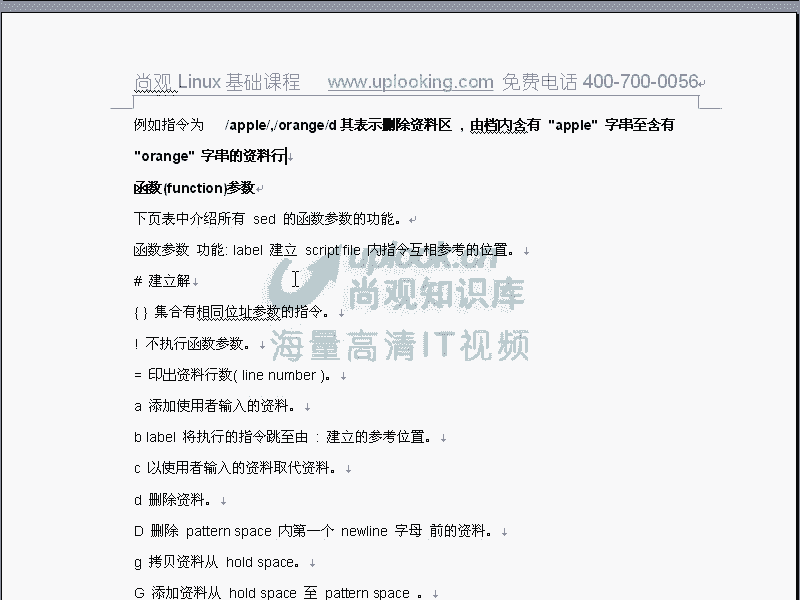 尚观 Linux 基础课程 www.uplooking.com 免费电话 400-700-0056
例如指令为 /apple/,/orange/d 其表示删除资料区 , 由档内含有 "apple" 字串至含有
"orange" 字串的资料行
函数(function)参数
下页表中介绍所有 sed 的函数参数的功能。
函数参数 功能: label 建立 script file 内指令互相参考的位置。
uplook.cn
# 建立解
尚观知识库
{ } 集合有相同位址参数的指令。
! 不执行函数参数。
海量高清IT视频
= 印出资料行数( line number )。
a 添加使用者输入的资料。
b label 将执行的指令跳至由 : 建立的参考位置。
c 以使用者输入的资料取代资料。
d 删除资料。
D 删除 pattern space 内第一个 newline 字母 前的资料。
g 拷贝资料从 hold space。
G 添加资料从 hold space 至 pattern space 。